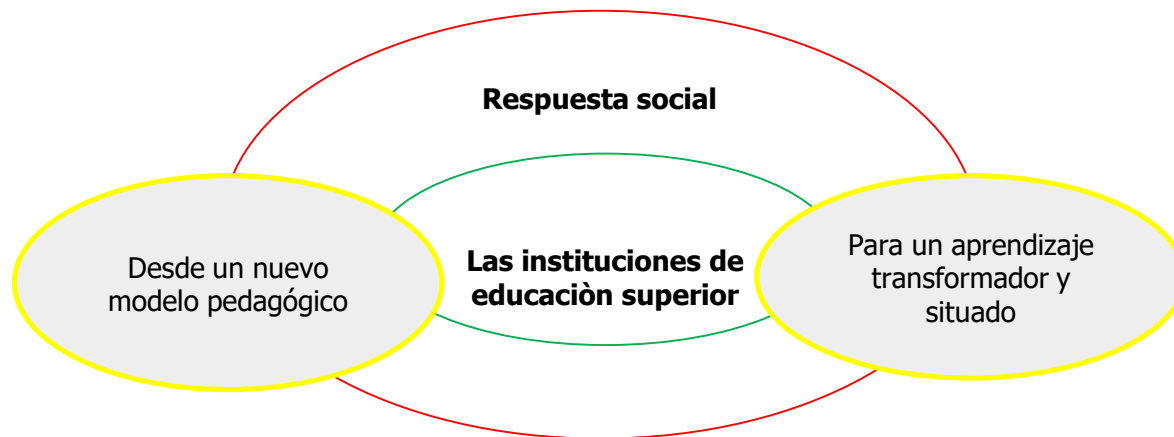 Respuesta social
Desde un nuevo
modelo pedagógico
Las instituciones de
educaciòn superior
Para un aprendizaje
transformador y
situado